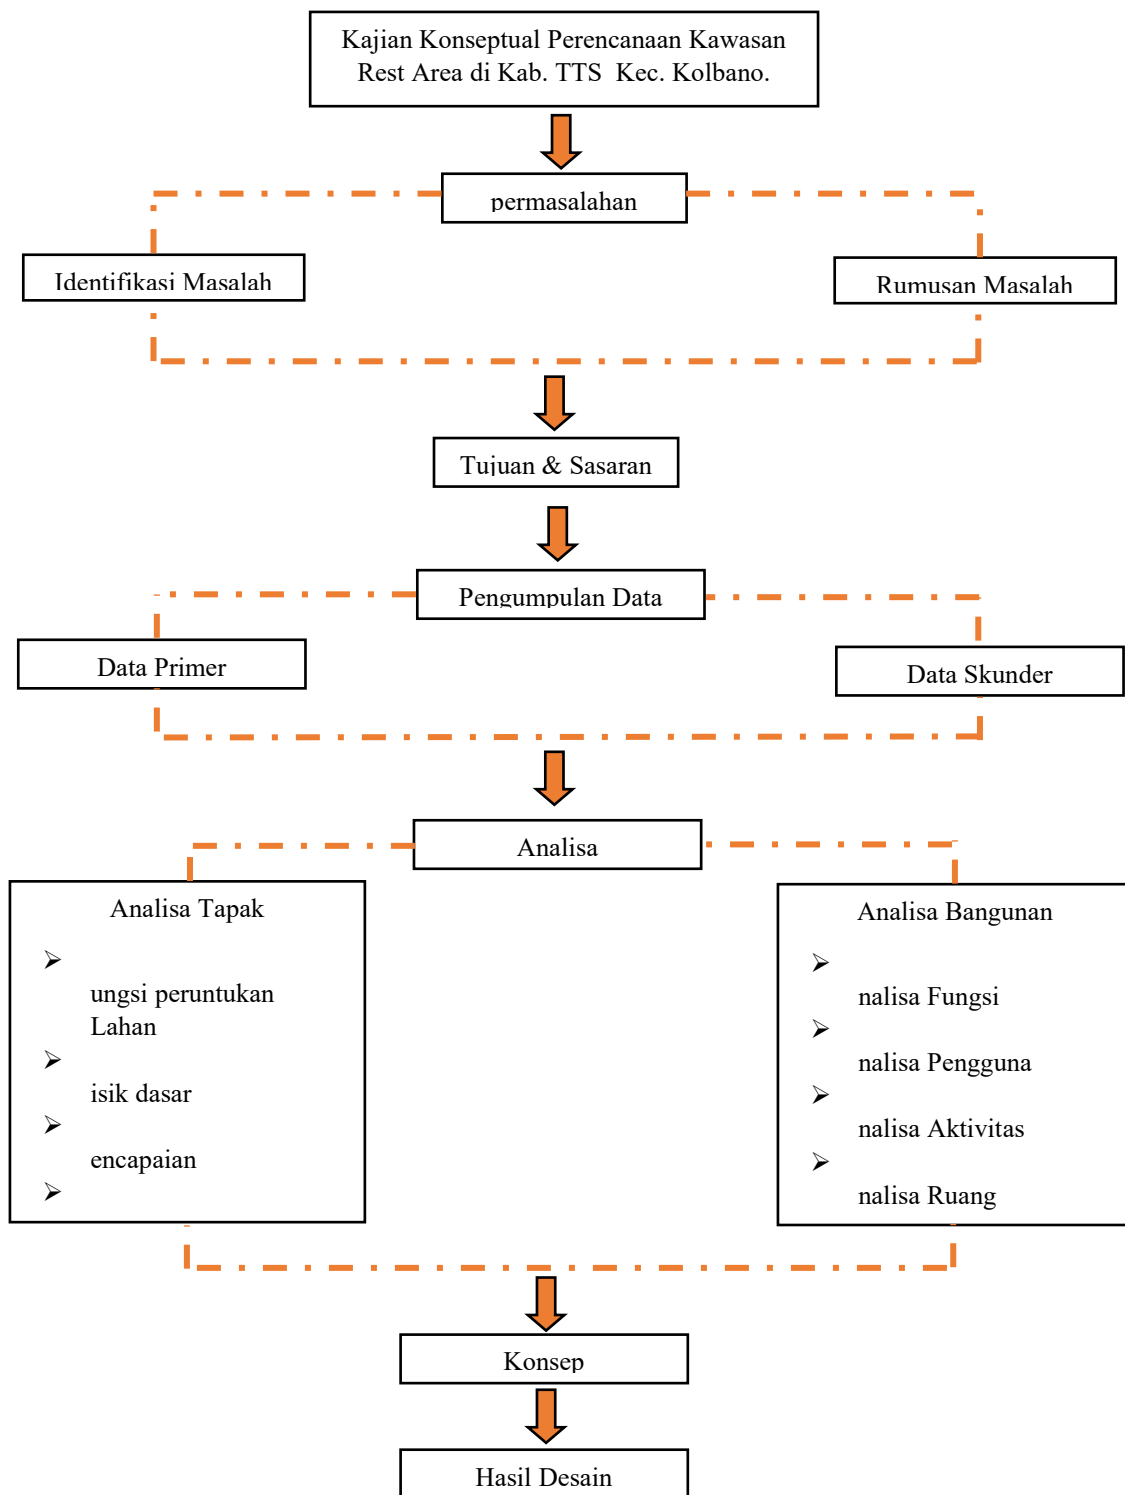 Kajian Konseptual Perencanaan Kawasan
Rest Area di Kab. TTS Kec. Kolbano.
permasalahan
Identifikasi Masalah
Rumusan Masalah
Tujuan & Sasaran
Pengumpulan Data
Data Primer
Data Skunder
Analisa
Analisa Tapak
ungsi peruntukan
Lahan
isik dasar
encapaian
Analisa Bangunan
nalisa Fungsi
nalisa Pengguna
nalisa Aktivitas
nalisa Ruang
Konsep
Hasil Desain